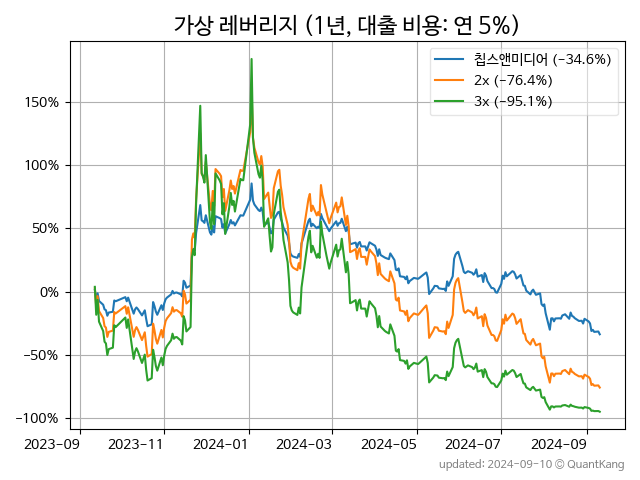 가상 레버리지 (1년, 대출 비용: 연 5%)
칩스앤미디어 (−34.6%)
2x (−76.4%)
3x (−95.1%)
150%
100%
50%
0%
−50%
−100%
2023-09
2023-11
2024-01
2024-03
2024-05
2024-07
2024-09
updated: 2024-09-10 © QuantKang